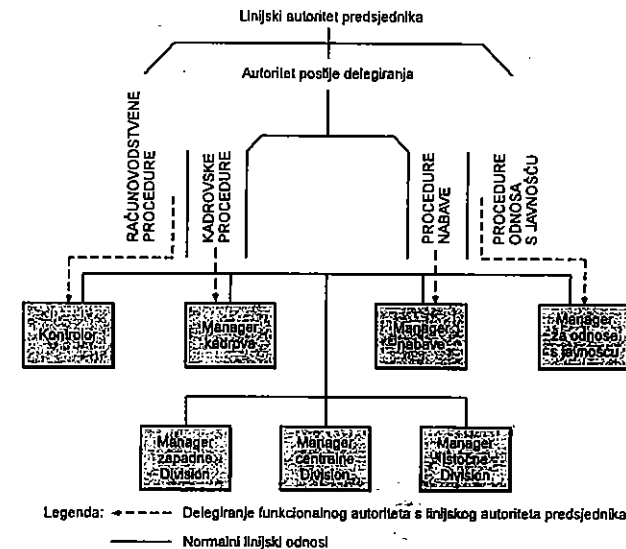 Linijski autoritet predsjednika
Autoritet poslije delegiranja
RAČUNOVODSTVENE
PROCEDURE
KADROVSKE
PROCEDURE
PROCEDURE
NABAVE
PROCEDURE
ODNOSA
S JAVNOŠĆU
Kontrolor
Manager
kadrova
Manager
nabave
Manager
za odnose
s javnošću
Manager
zapadne
Division
Manager
centralne
Division
Manager
istočne
Division
Legenda: Delegiranje funkcionalnog autoriteta s linijskog autoriteta predsjednika
Normalni linijski odnosi